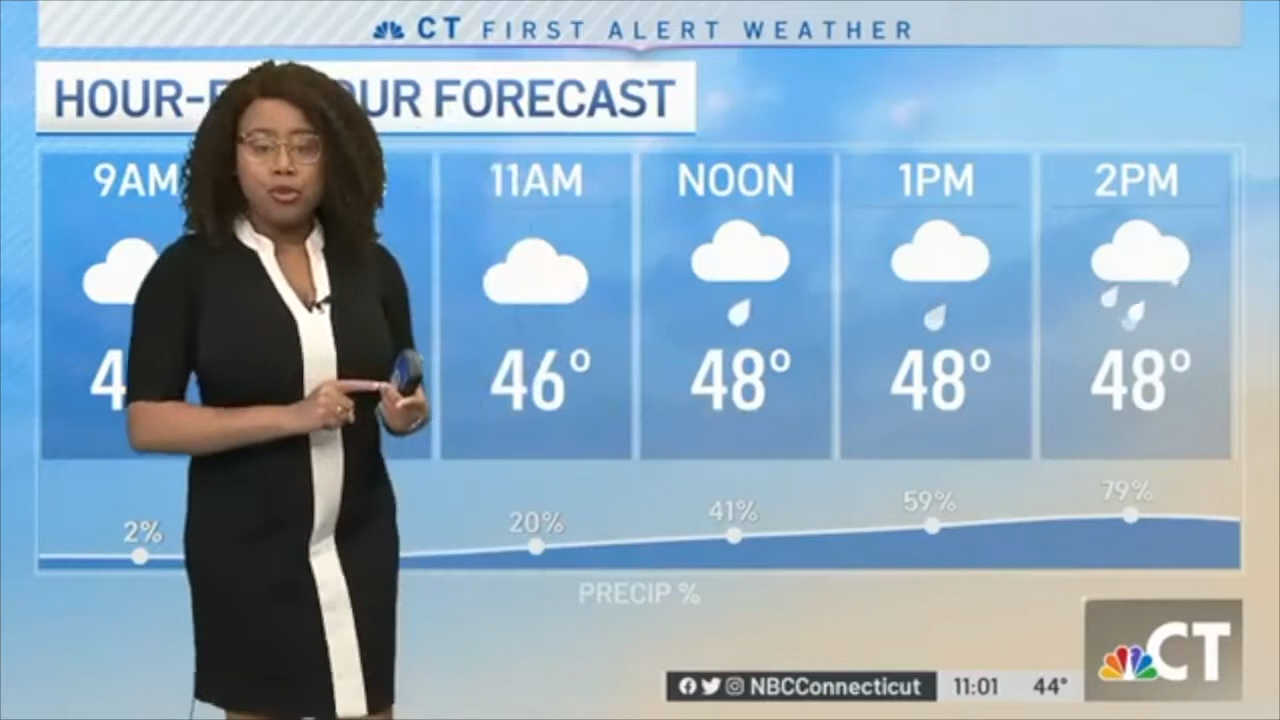 CT FIRST ALERT WEATHER
HOUR- OUR FORECAST
9AM 11AM NOON 1PM 2PM
4 46° 48° 48° 48°
2% 20% 41% 59% 79%
PRECIP %
CT
NBCConnecticut 11:01 44°